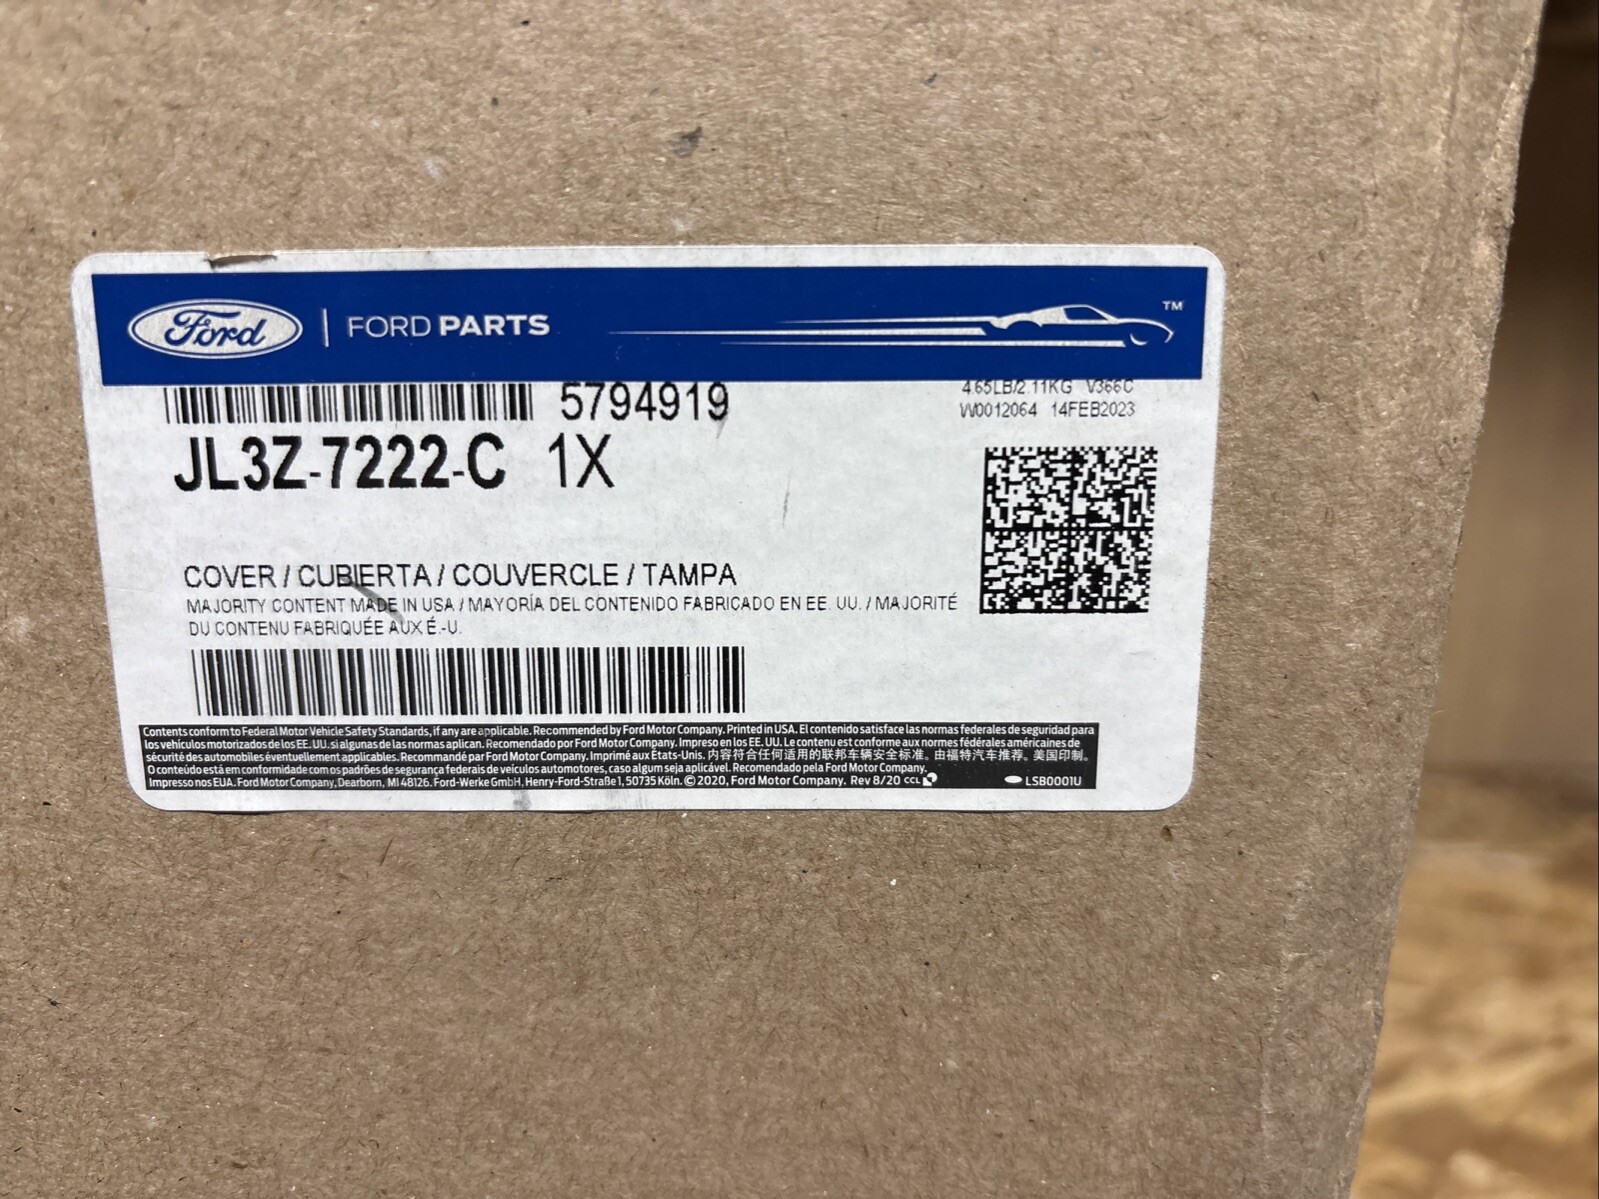 Ford | FORD PARTS
TM
5794919
4.65LB/2.11KG V366C
W0012064 14FEB2023
JL3Z-7222-C 1X
COVER / CUBIERTA / COUVERCLE / TAMPA
MAJORITY CONTENT MADE IN USA / MAYORÍA DEL CONTENIDO FABRICADO EN EE. UU. / MAJORITÉ
DU CONTENU FABRIQUÉE AUX É.-U.
Contents conform to Federal Motor Vehicle Safety Standards, if any are applicable. Recommended by Ford Motor Company. Printed in USA. El contenido satisface las normas federales de seguridad para
los vehículos motorizados de los EE. UU. si algunas de las normas aplican. Recomendado por Ford Motor Company. Impreso en los EE. UU. Le contenu est conforme aux normes fédérales américaines de
sécurité des automobiles éventuellement applicables. Recommandé par Ford Motor Company. Imprimé aux États-Unis. 内容符合任何适用的联邦车辆安全标准。由福特汽车推荐。美国印制。
O conteúdo está em conformidade com os padrões de segurança federais de veículos automotores, caso algum seja aplicável. Recomendado pela Ford Motor Company.
Impresso nos EUA. Ford Motor Company, Dearborn, MI 48126. Ford-Werke GmbH, Henry-Ford-Straße 1, 50735 Köln. © 2020, Ford Motor Company. Rev 8/20 CCL LSB0001U